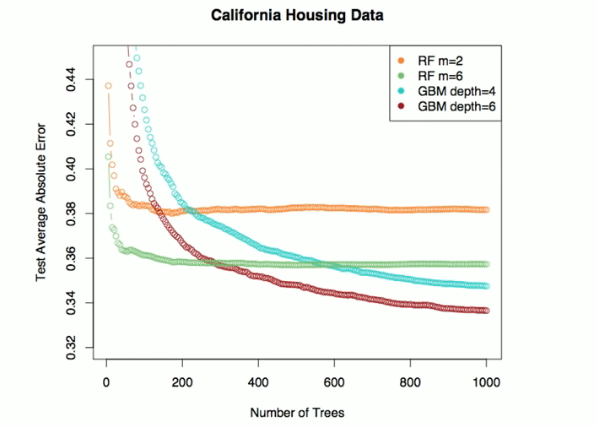 California Housing Data
RF m=2
RF m=6
GBM depth=4
GBM depth=6
0.44
0.42
0.40
0.38
0.36
0.34
0.32
Test Average Absolute Error
0 200 400 600 800 1000
Number of Trees